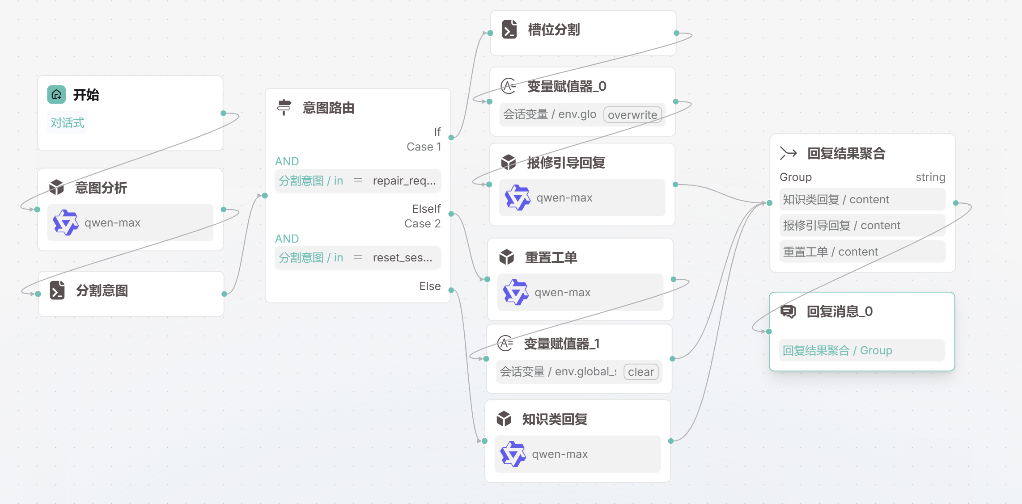 开始
对话式
意图分析
qwen-max
分割意图
意图路由
If
Case 1
AND
分割意图 / in = repair_req...
ElseIf
Case 2
AND
分割意图 / in = reset_ses...
Else
槽位分割
变量赋值器_0
会话变量 / env.glo overwrite
报修引导回复
qwen-max
重置工单
qwen-max
变量赋值器_1
会话变量 / env.global_s clear
知识类回复
qwen-max
回复结果聚合
Group string
知识类回复 / content
报修引导回复 / content
重置工单 / content
回复消息_0
回复结果聚合 / Group